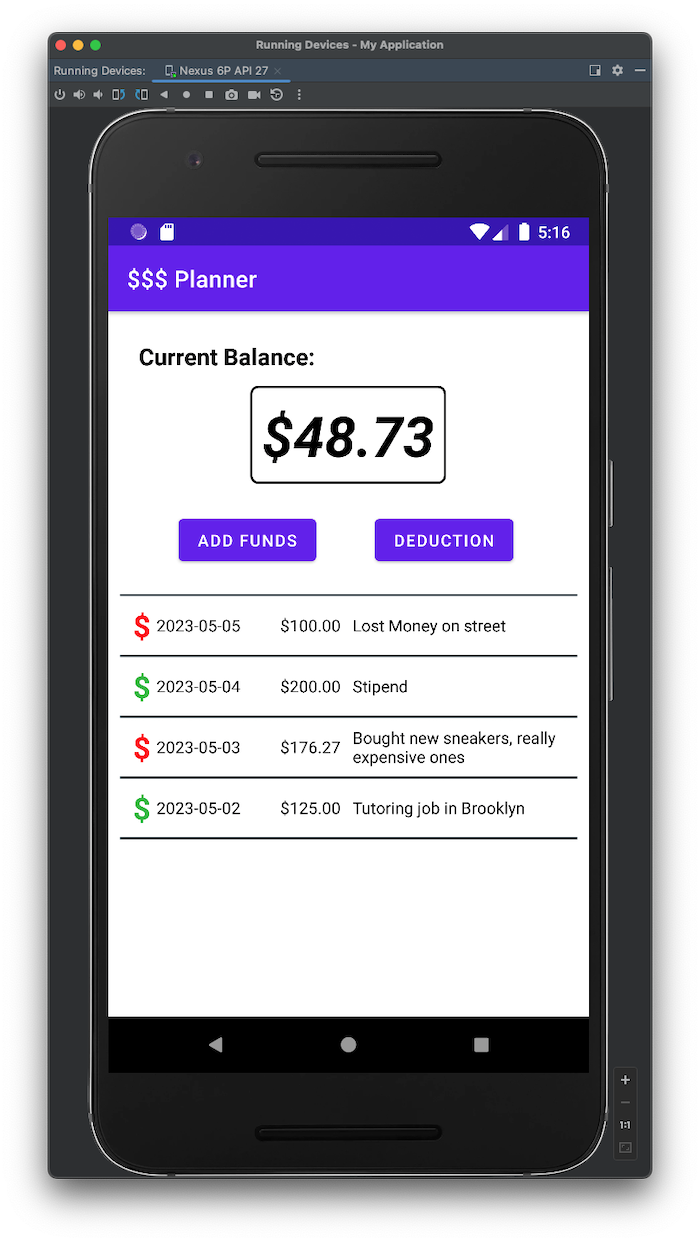 Running Devices - My Application
Running Devices: Nexus 6P API 27
5:16
$$$ Planner
Current Balance:
$48.73
ADD FUNDS DEDUCTION
$ 2023-05-05 $100.00 Lost Money on street
$ 2023-05-04 $200.00 Stipend
$ 2023-05-03 $176.27 Bought new sneakers, really
expensive ones
$ 2023-05-02 $125.00 Tutoring job in Brooklyn
1:1